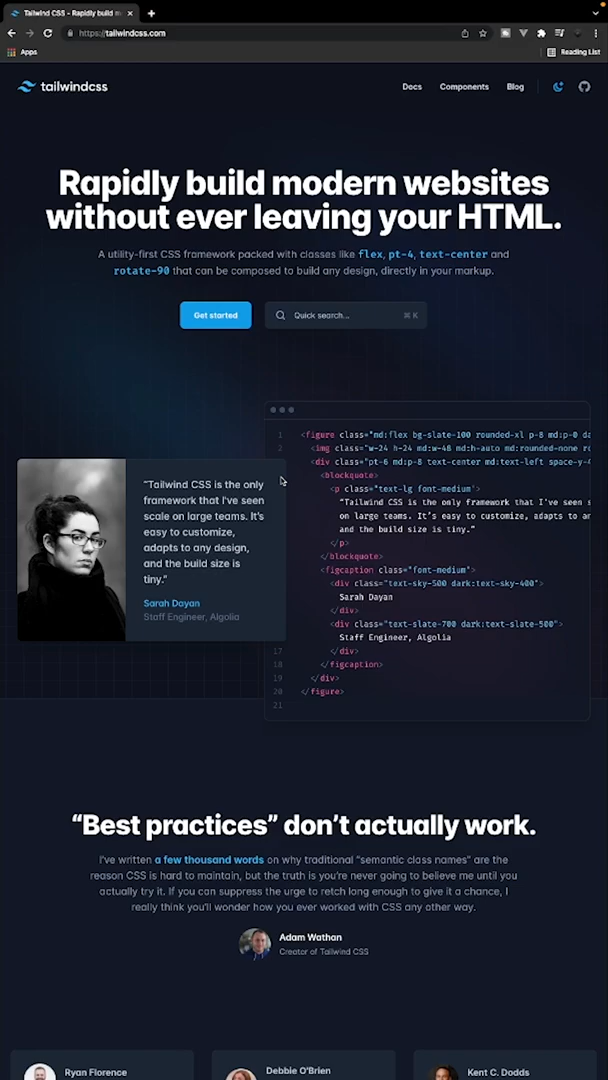 Tailwind CSS - Rapidly build m
https://tailwindcss.com
Apps
Reading List
tailwindcss
Docs
Components
Blog
Rapidly build modern websites
without ever leaving your HTML.
A utility-first CSS framework packed with classes like flex, pt-4, text-center and
rotate-90 that can be composed to build any design, directly in your markup.
Get started
Quick search...
⌘ K
“Tailwind CSS is the only
framework that I've seen
scale on large teams. It's
easy to customize,
adapts to any design,
and the build size is
tiny.”
Sarah Dayan
Staff Engineer, Algolia
1 <figure class="md:flex bg-slate-100 rounded-xl p-8 md:p-0 da
2 <img class="w-24 h-24 md:w-48 md:h-auto md:rounded-none r
3 <div class="pt-6 md:p-8 text-center md:text-left space-y-4
<blockquote>
<p class="text-lg font-medium">
“Tailwind CSS is the only framework that I've seen s
on large teams. It's easy to customize, adapts to an
and the build size is tiny.”
</p>
</blockquote>
<figcaption class="font-medium">
<div class="text-sky-500 dark:text-sky-400">
Sarah Dayan
</div>
<div class="text-slate-700 dark:text-slate-500">
Staff Engineer, Algolia
17 </div>
18 </figcaption>
19 </div>
20 </figure>
21
“Best practices” don't actually work.
I've written a few thousand words on why traditional “semantic class names” are the
reason CSS is hard to maintain, but the truth is you're never going to believe me until you
actually try it. If you can suppress the urge to retch long enough to give it a chance, I
really think you'll wonder how you ever worked with CSS any other way.
Adam Wathan
Creator of Tailwind CSS
Ryan Florence
Debbie O'Brien
Kent C. Dodds